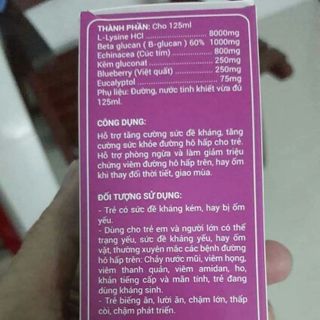 THÀNH PHẦN: Cho 125ml
L-Lysine HCl 8000mg
Beta glucan ( B-glucan ) 60% 1000mg
Echinacea (Cúc tím) 800mg
Kẽm gluconat 250mg
Blueberry (Việt quất) 250mg
Eucalyptol 75mg
Phụ liệu: Đường, nước tinh khiết vừa đủ
125ml.
CÔNG DỤNG:
Hỗ trợ tăng cường sức đề kháng, tăng
cường sức khỏe đường hô hấp cho trẻ.
Hỗ trợ phòng ngừa và làm giảm triệu
chứng viêm đường hô hấp trên, hay ốm
khi thay đổi thời tiết, giao mùa.
ĐỐI TƯỢNG SỬ DỤNG:
- Trẻ có sức đề kháng kém, hay bị ốm
yếu.
- Dùng cho trẻ em và người lớn có thể
trạng yếu, sức đề kháng yếu, hay ốm
vặt, thường xuyên mắc các bệnh đường
hô hấp trên: Chảy nước mũi, viêm họng,
viêm thanh quản, viêm amidan, ho,
khản tiếng cấp và mãn tính, trẻ đang
dùng kháng sinh.
- Trẻ biếng ăn, lười ăn, chậm lớn, thấp
còi, chậm phát triển.